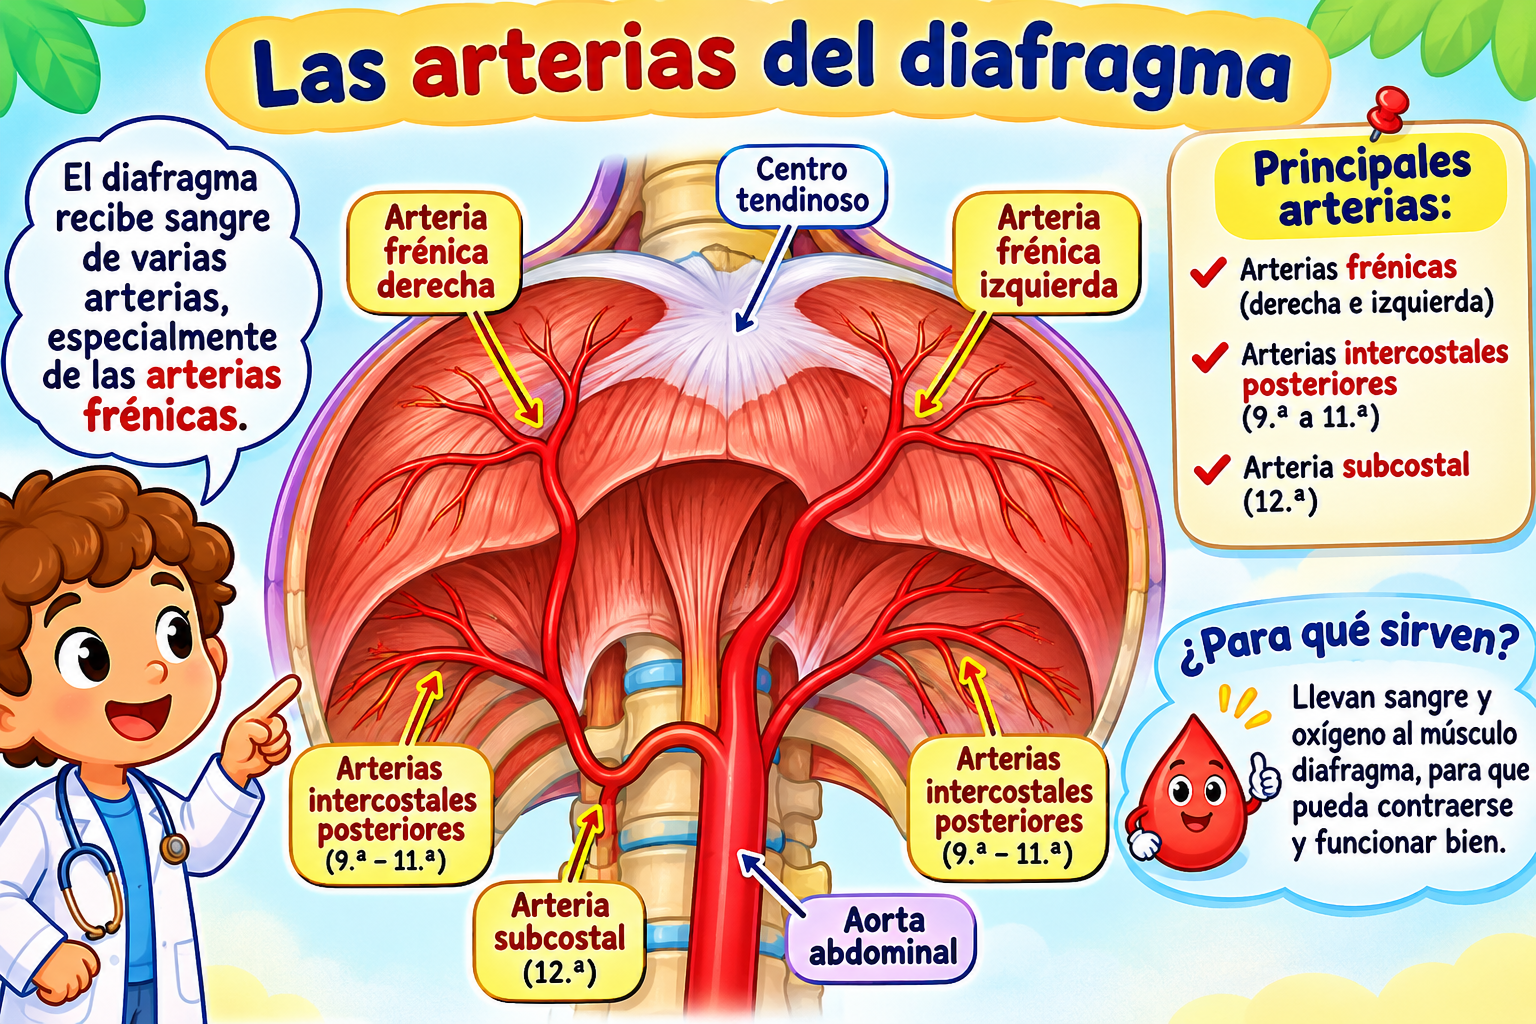 Las arterias del diafragma
El diafragma
recibe sangre
de varias
arterias,
especialmente
de las arterias
frénicas.
Arteria
frénica
derecha
Centro
tendinoso
Arteria
frénica
izquierda
Principales
arterias:
Arterias frénicas
(derecha e izquierda)
Arterias intercostales
posteriores
(9.ª a 11.ª)
Arteria subcostal
(12.ª)
¿Para qué sirven?
Llevan sangre y
oxígeno al músculo
diafragma, para que
pueda contraerse
y funcionar bien.
Arterias
intercostales
posteriores
(9.ª – 11.ª)
Arteria
subcostal
(12.ª)
Aorta
abdominal
Arterias
intercostales
posteriores
(9.ª – 11.ª)